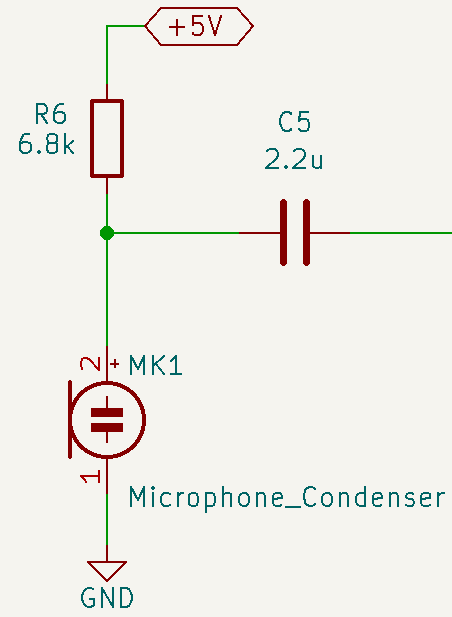 +5V
R6
6.8k
C5
2.2u
2
+
MK1
1
Microphone_Condenser
GND